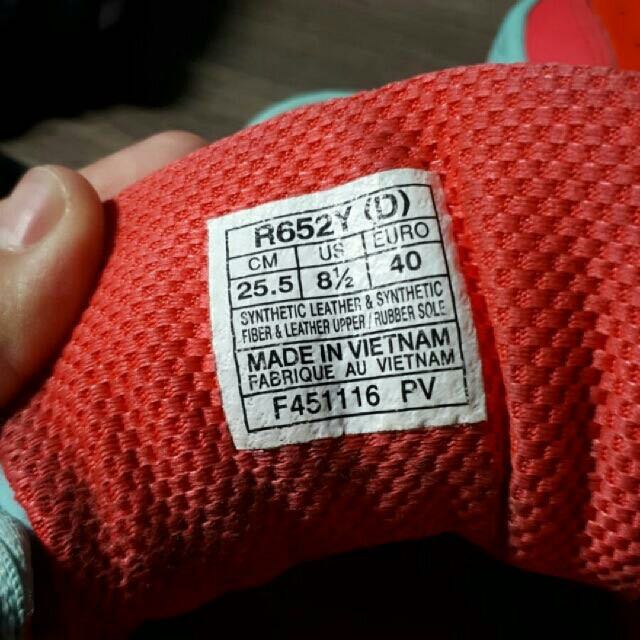 R652Y (D)
CM US EURO
25.5 8½ 40
SYNTHETIC LEATHER & SYNTHETIC
FIBER & LEATHER UPPER / RUBBER SOLE
MADE IN VIETNAM
FABRIQUE AU VIETNAM
F451116 PV